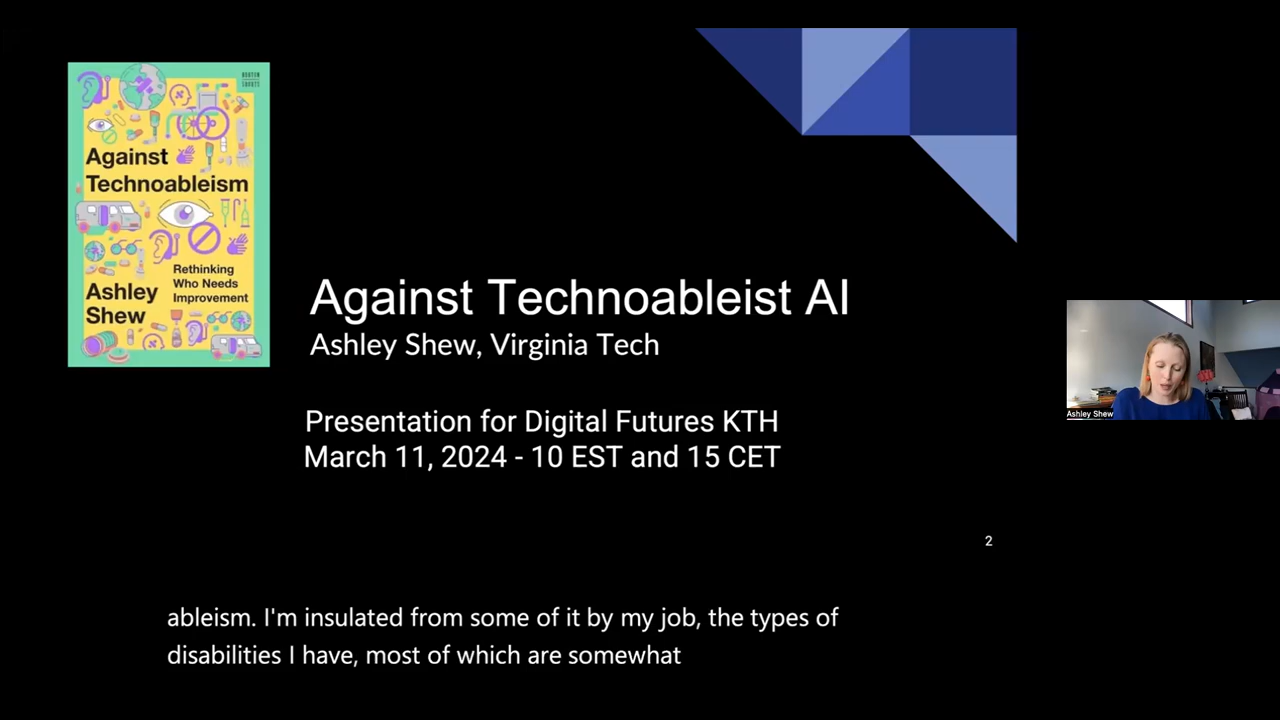 NORTON
SHORTS
Against
Technoableism
Rethinking
Who Needs
Improvement
Ashley
Shew
Against Technoableist AI
Ashley Shew, Virginia Tech
Presentation for Digital Futures KTH
March 11, 2024 - 10 EST and 15 CET
Ashley Shew
2
ableism. I'm insulated from some of it by my job, the types of
disabilities I have, most of which are somewhat